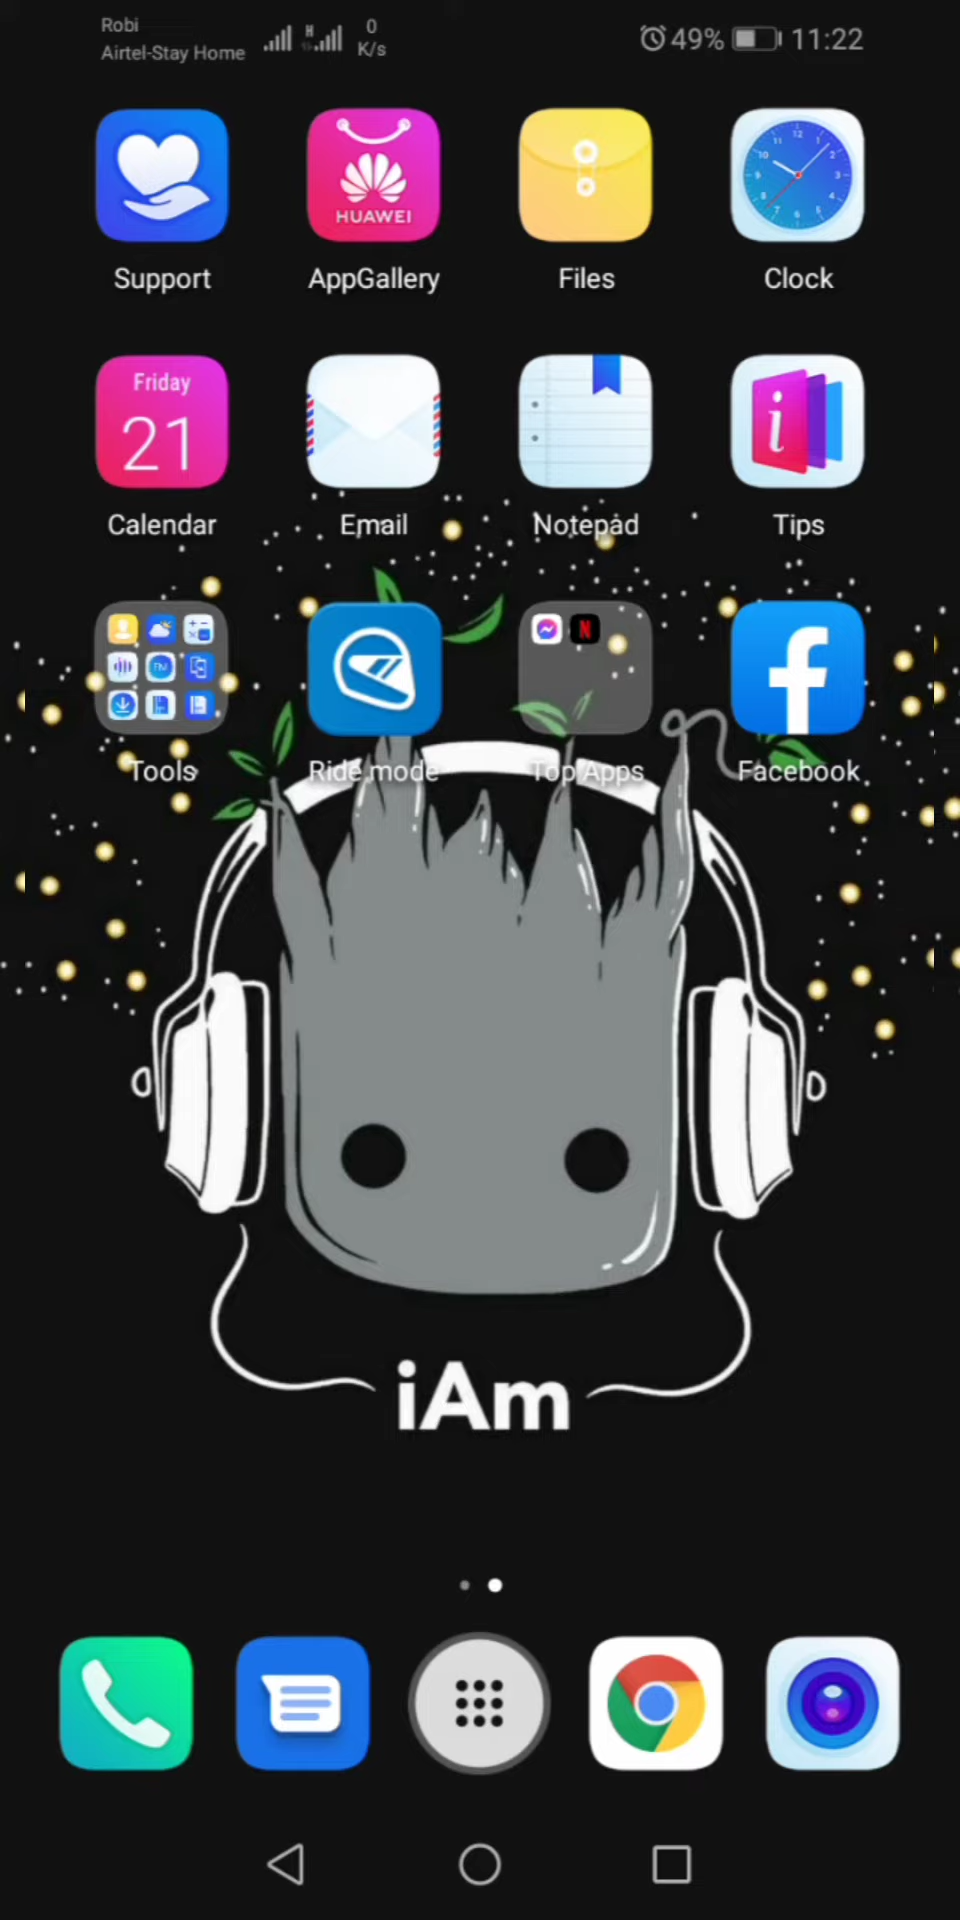 Robi
Airtel-Stay Home
H
0
K/s
49%
11:22
HUAWEI
Support
AppGallery
Files
Clock
Friday
21
i
Calendar
Email
Notepad
Tips
N
Tools
Ride mode
Top Apps
Facebook
iAm